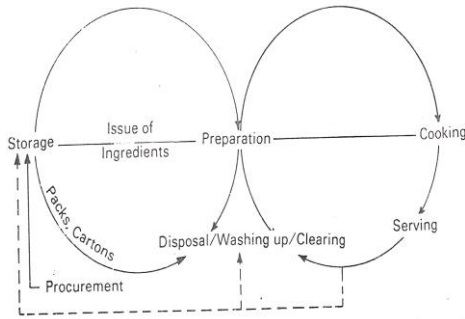 Issue of
Storage
Preparation
Cooking
Ingredients
Packs, Cartons
Serving
Disposal/Washing up/Clearing
Procurement